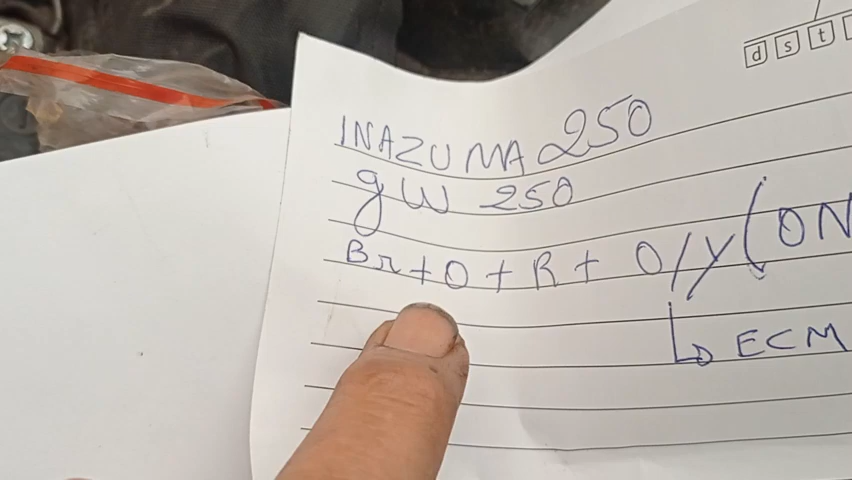 d s t
INAZUMA 250
gW 250
Br + O + R + O/Y (ON
↳ ECM